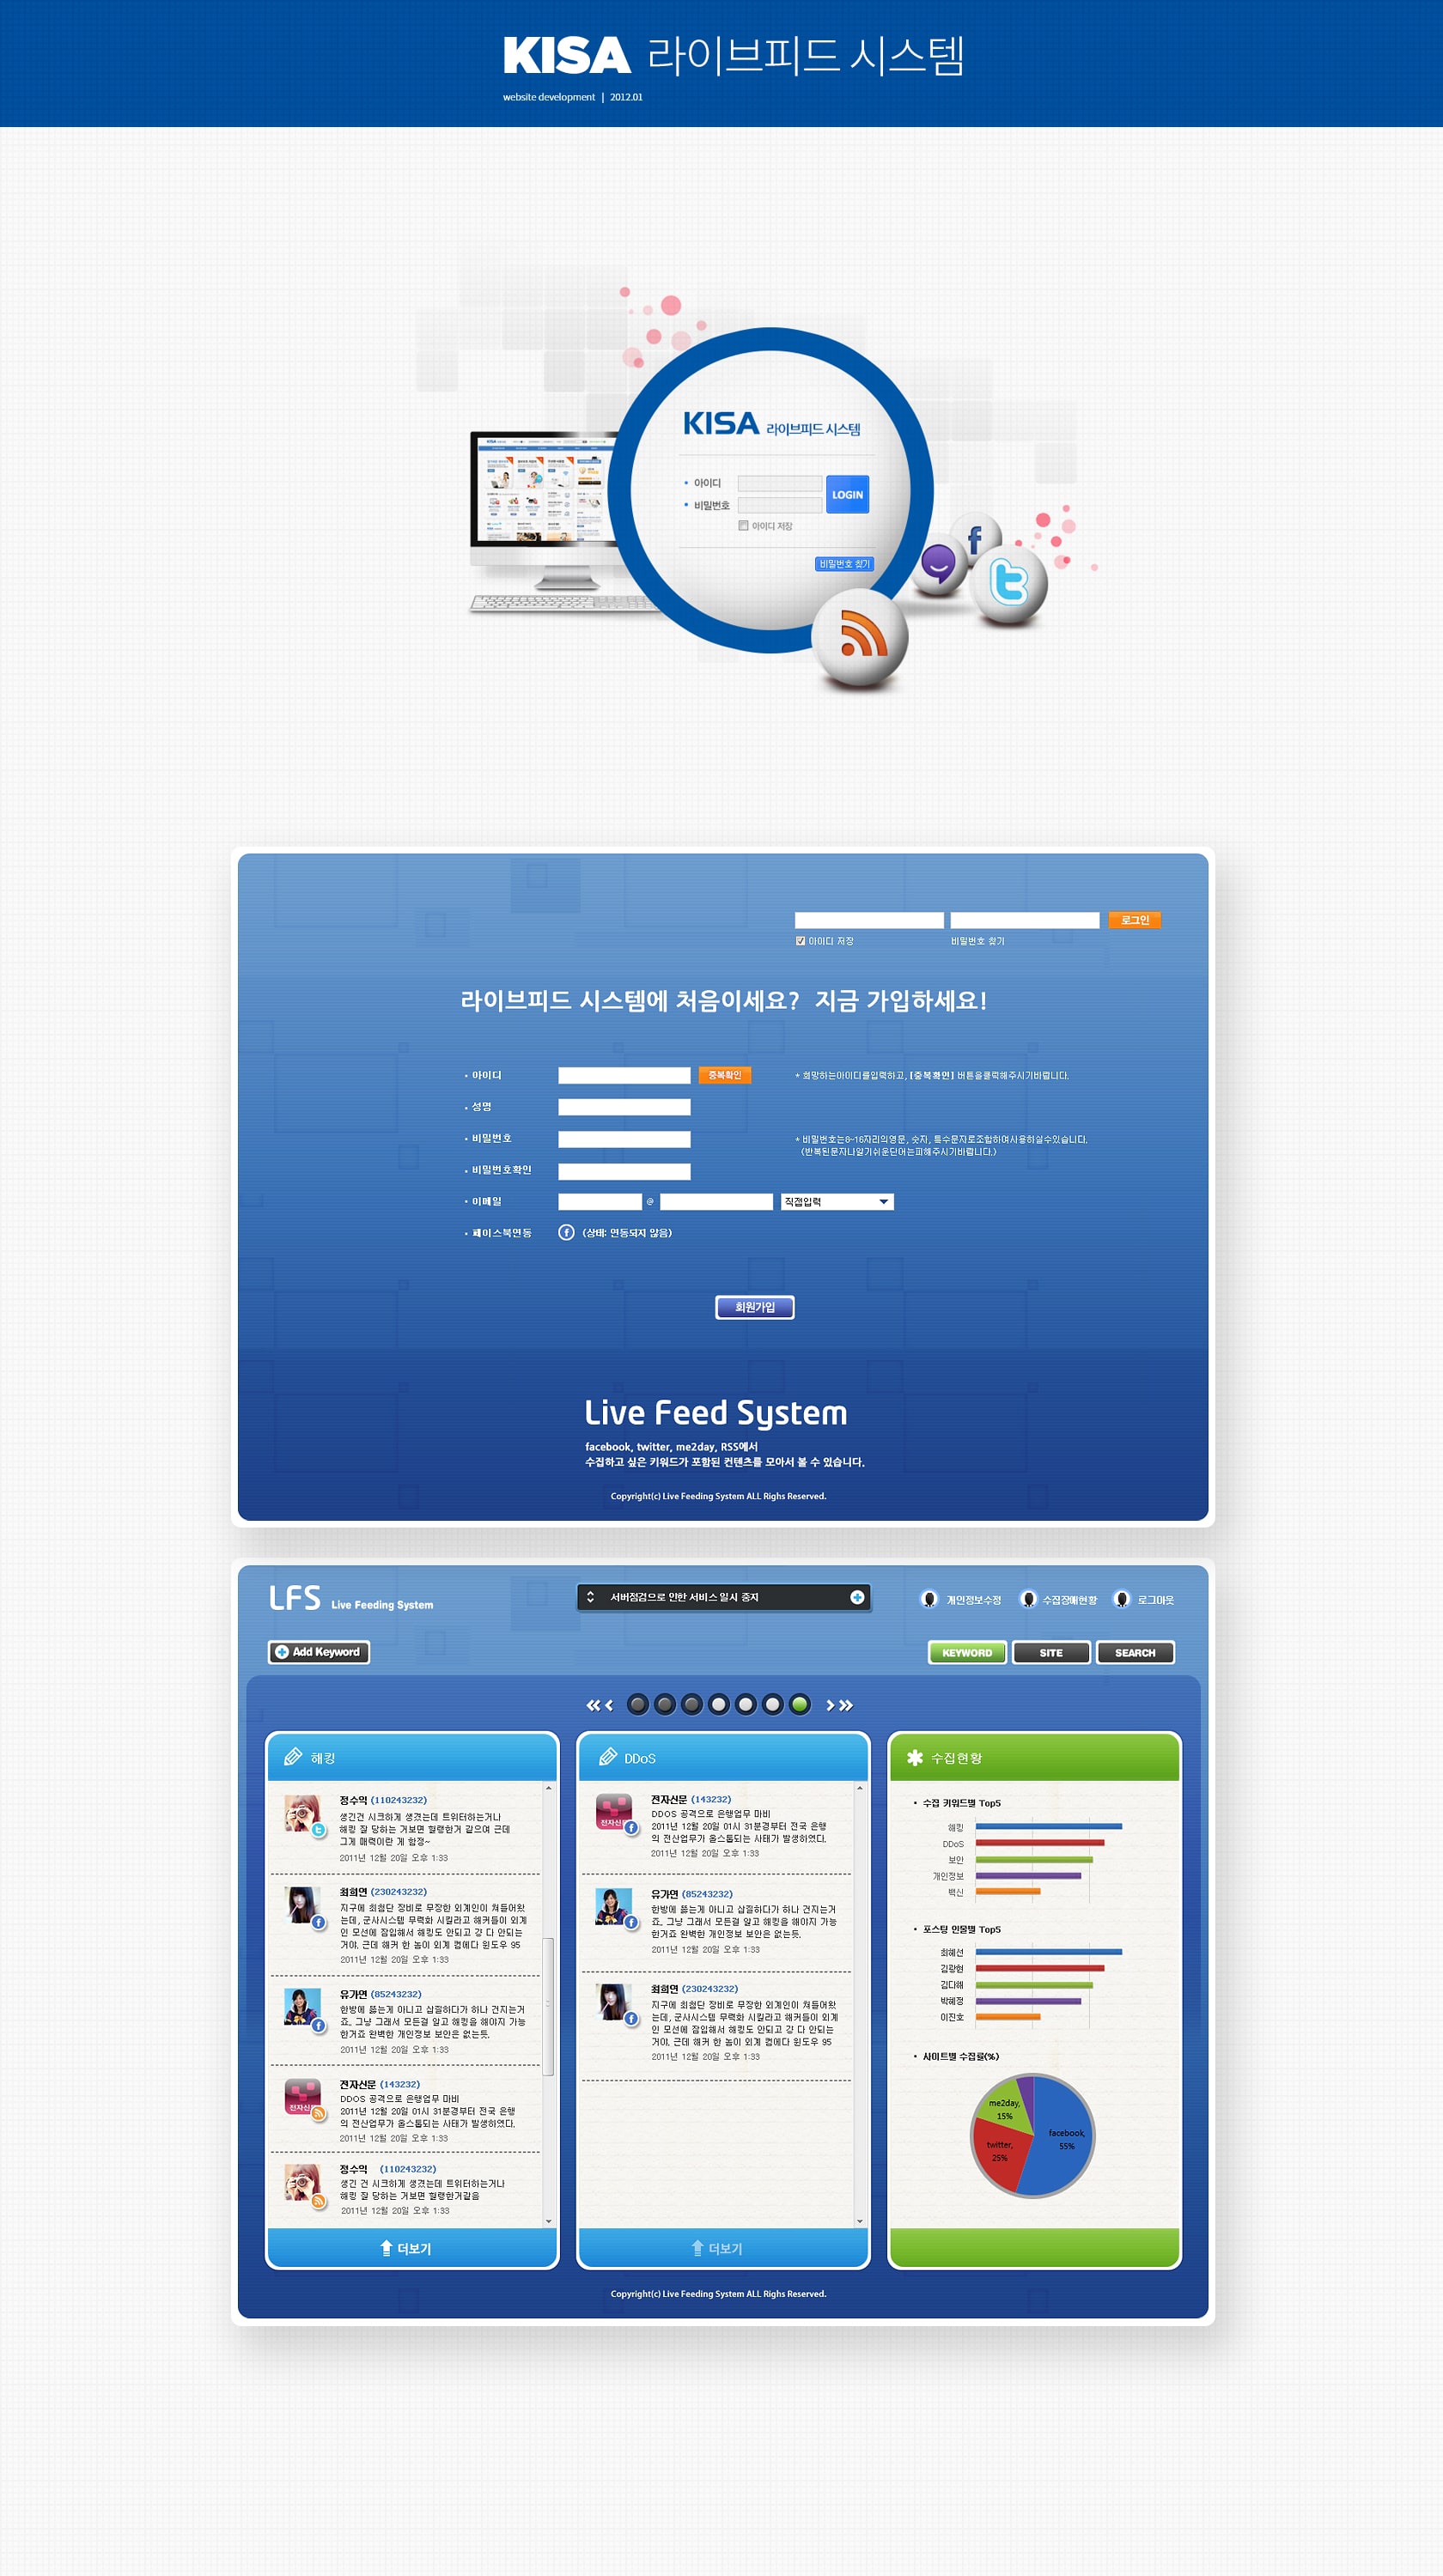 KISA 라이브피드 시스템
website development | 2012.01
KISA 라이브피드 시스템
아이디
비밀번호
LOGIN
아이디 저장
비밀번호 찾기
로그인
아이디 저장
비밀번호 찾기
라이브피드 시스템에 처음이세요? 지금 가입하세요!
아이디
중복확인
* 희망하는아이디를입력하고, [중복확인] 버튼을클릭해주시기바랍니다.
성명
비밀번호
* 비밀번호는8~16자리의영문, 숫자, 특수문자로조합하여사용하실수있습니다.
(반복된문자나알기쉬운단어는피해주시기바랍니다.)
비밀번호확인
이메일
@
직접입력
페이스북연동
(상태: 연동되지 않음)
회원가입
Live Feed System
facebook, twitter, me2day, RSS에서
수집하고 싶은 키워드가 포함된 컨텐츠를 모아서 볼 수 있습니다.
Copyright(c) Live Feeding System ALL Righs Reserved.
LFS Live Feeding System
서버점검으로 인한 서비스 일시 중지
개인정보수정
수집장애현황
로그아웃
Add Keyword
KEYWORD
SITE
SEARCH
해킹
정수익 (110243232)
생긴건 시크하게 생겼는데 트위터하는거나
해킹 잘 당하는 거보면 헐렁한거 같으며 근데
그게 매력이란 게 함정~
2011년 12월 20일 오후 1:33
최희연 (230243232)
지구에 최첨단 장비로 무장한 외계인이 쳐들어왔
는데, 군사시스템 무력화 시킬라고 해커들이 외계
인 모선에 잠입해서 해킹도 안되고 강 다 안되는
거야, 근데 해커 한 놈이 외계 컴에다 윈도우 95
2011년 12월 20일 오후 1:33
유가연 (85243232)
한방에 뚫는게 아니고 삽질하다가 하나 건지는거
죠, 그냥 그래서 모든걸 알고 해킹을 해야지 가능
한거죠 완벽한 개인정보 보안은 없는듯,
2011년 12월 20일 오후 1:33
전자신문
전자신문 (143232)
DDOS 공격으로 은행업무 마비
2011년 12월 20일 01시 31분경부터 전국 은행
의 전산업무가 올스톱되는 사태가 발생하였다,
2011년 12월 20일 오후 1:33
정수익 (110243232)
생긴 건 시크하게 생겼는데 트위터하는거나
해킹 잘 당하는 거보면 헐렁한거같음
2011년 12월 20일 오후 1:33
더보기
DDoS
전자신문
전자신문 (143232)
DDOS 공격으로 은행업무 마비
2011년 12월 20일 01시 31분경부터 전국 은행
의 전산업무가 올스톱되는 사태가 발생하였다,
2011년 12월 20일 오후 1:33
유가연 (85243232)
한방에 뚫는게 아니고 삽질하다가 하나 건지는거
죠, 그냥 그래서 모든걸 알고 해킹을 해야지 가능
한거죠 완벽한 개인정보 보안은 없는듯,
2011년 12월 20일 오후 1:33
최희연 (230243232)
지구에 최첨단 장비로 무장한 외계인이 쳐들어왔
는데, 군사시스템 무력화 시킬라고 해커들이 외계
인 모선에 잠입해서 해킹도 안되고 강 다 안되는
거야, 근데 해커 한 놈이 외계 컴에다 윈도우 95
2011년 12월 20일 오후 1:33
더보기
수집현황
수집 키워드별 Top5
해킹
DDoS
보안
개인정보
백신
포스팅 인물별 Top5
최혜선
김광현
김다해
박혜정
이진호
사이트별 수집률(%)
me2day,
15%
facebook,
55%
twitter,
25%
Copyright(c) Live Feeding System ALL Righs Reserved.